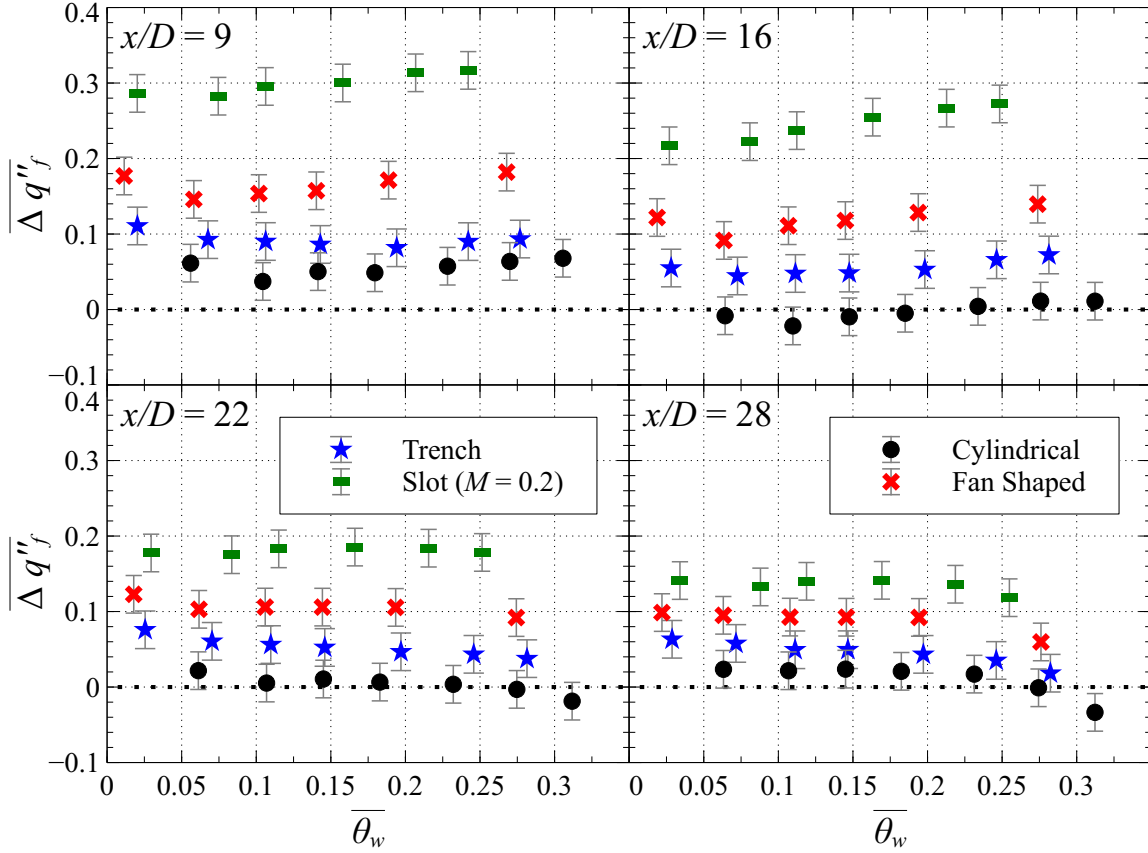 x/D = 9
x/D = 16
0.4
0.3
0.2
0.1
0
−0.1
Δ q″f
x/D = 22
x/D = 28
Trench
Slot (M = 0.2)
Cylindrical
Fan Shaped
0.4
0.3
0.2
0.1
0
−0.1
Δ q″f
0 0.05 0.1 0.15 0.2 0.25 0.3
0 0.05 0.1 0.15 0.2 0.25 0.3
θw
θw